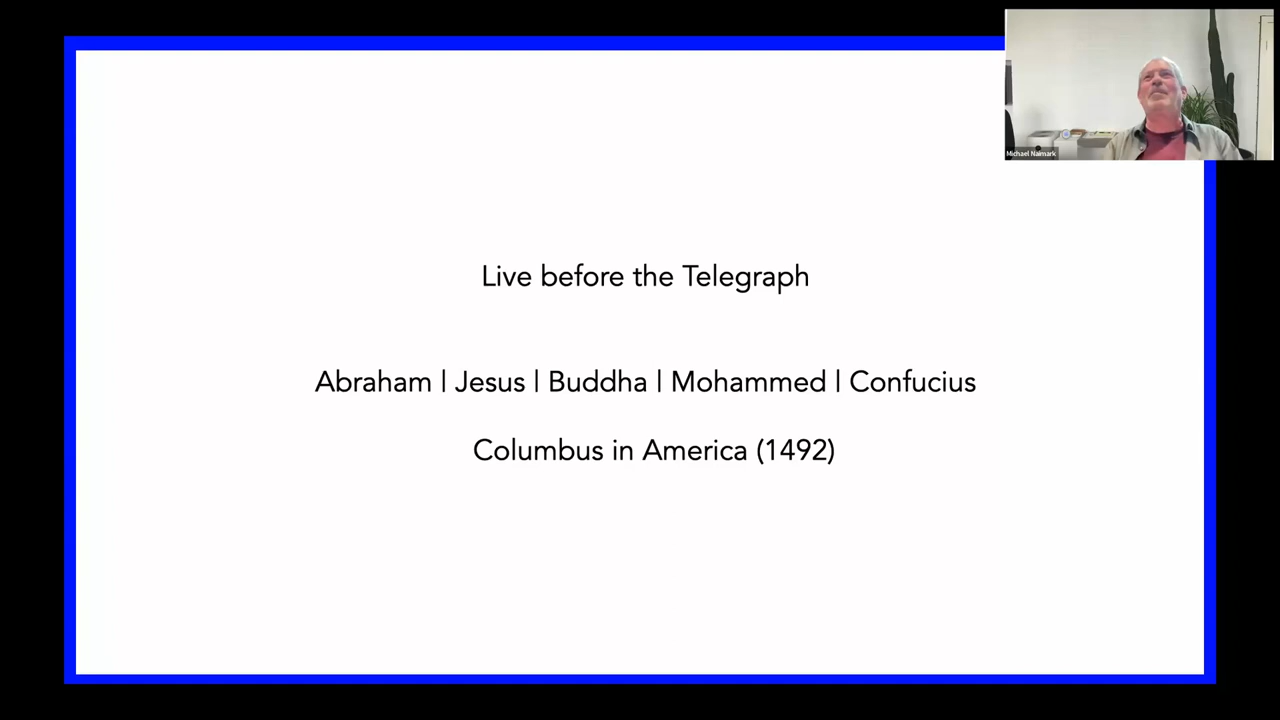 Michael Naimark
Live before the Telegraph
Abraham | Jesus | Buddha | Mohammed | Confucius
Columbus in America (1492)